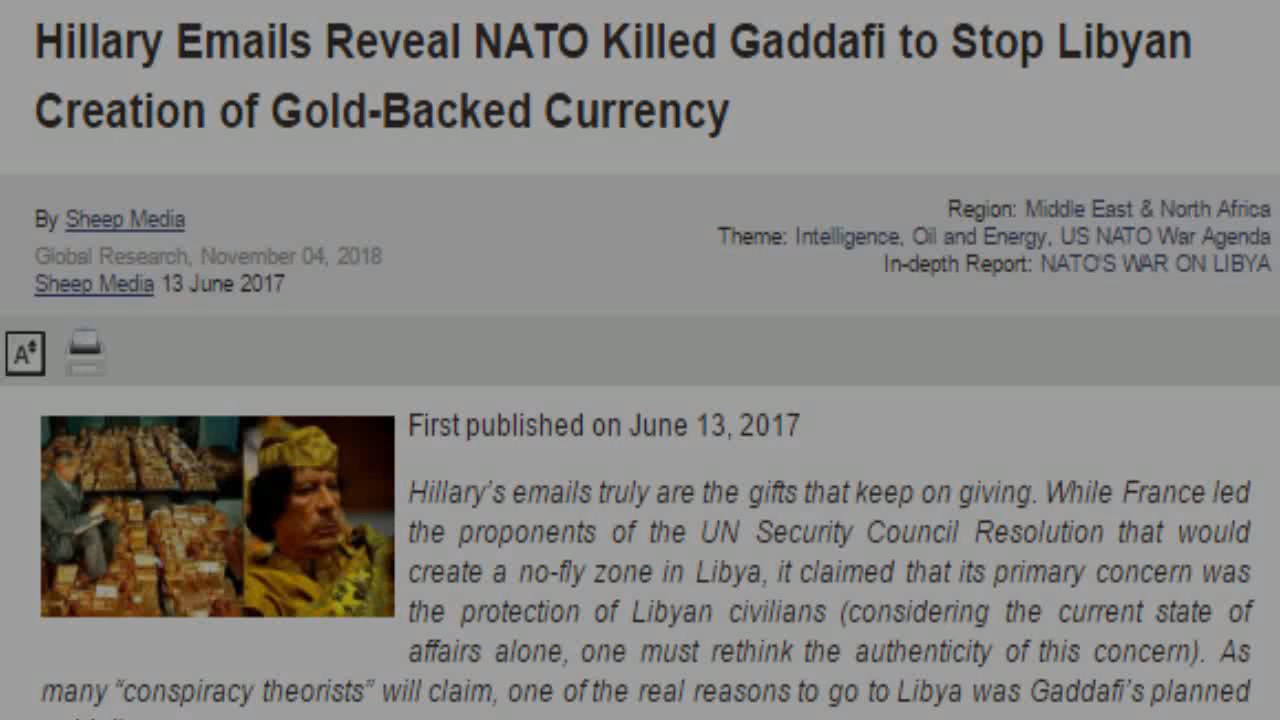 Hillary Emails Reveal NATO Killed Gaddafi to Stop Libyan
Creation of Gold-Backed Currency
By Sheep Media
Global Research, November 04, 2018
Sheep Media 13 June 2017
Region: Middle East & North Africa
Theme: Intelligence, Oil and Energy, US NATO War Agenda
In-depth Report: NATO'S WAR ON LIBYA
A
First published on June 13, 2017
Hillary's emails truly are the gifts that keep on giving. While France led
the proponents of the UN Security Council Resolution that would
create a no-fly zone in Libya, it claimed that its primary concern was
the protection of Libyan civilians (considering the current state of
affairs alone, one must rethink the authenticity of this concern). As
many “conspiracy theorists” will claim, one of the real reasons to go to Libya was Gaddafi's planned